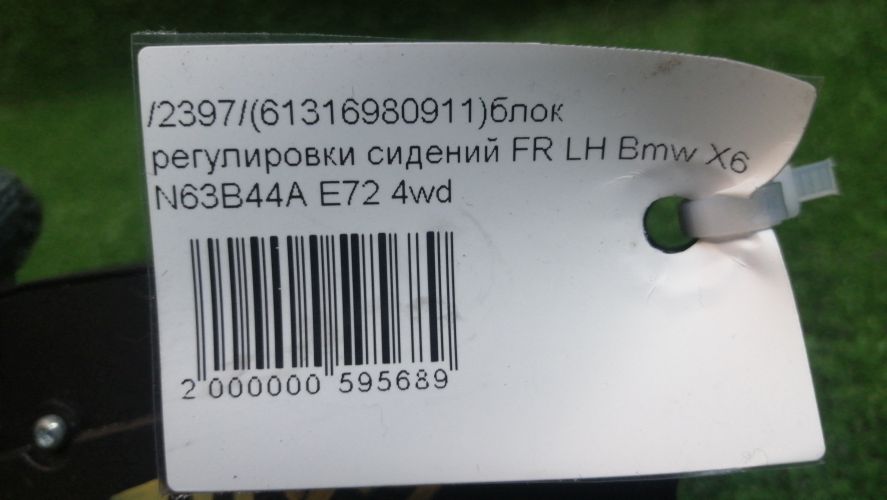 /2397/(61316980911)блок
регулировки сидений FR LH Bmw X6
N63B44A E72 4wd
2 000000 595689